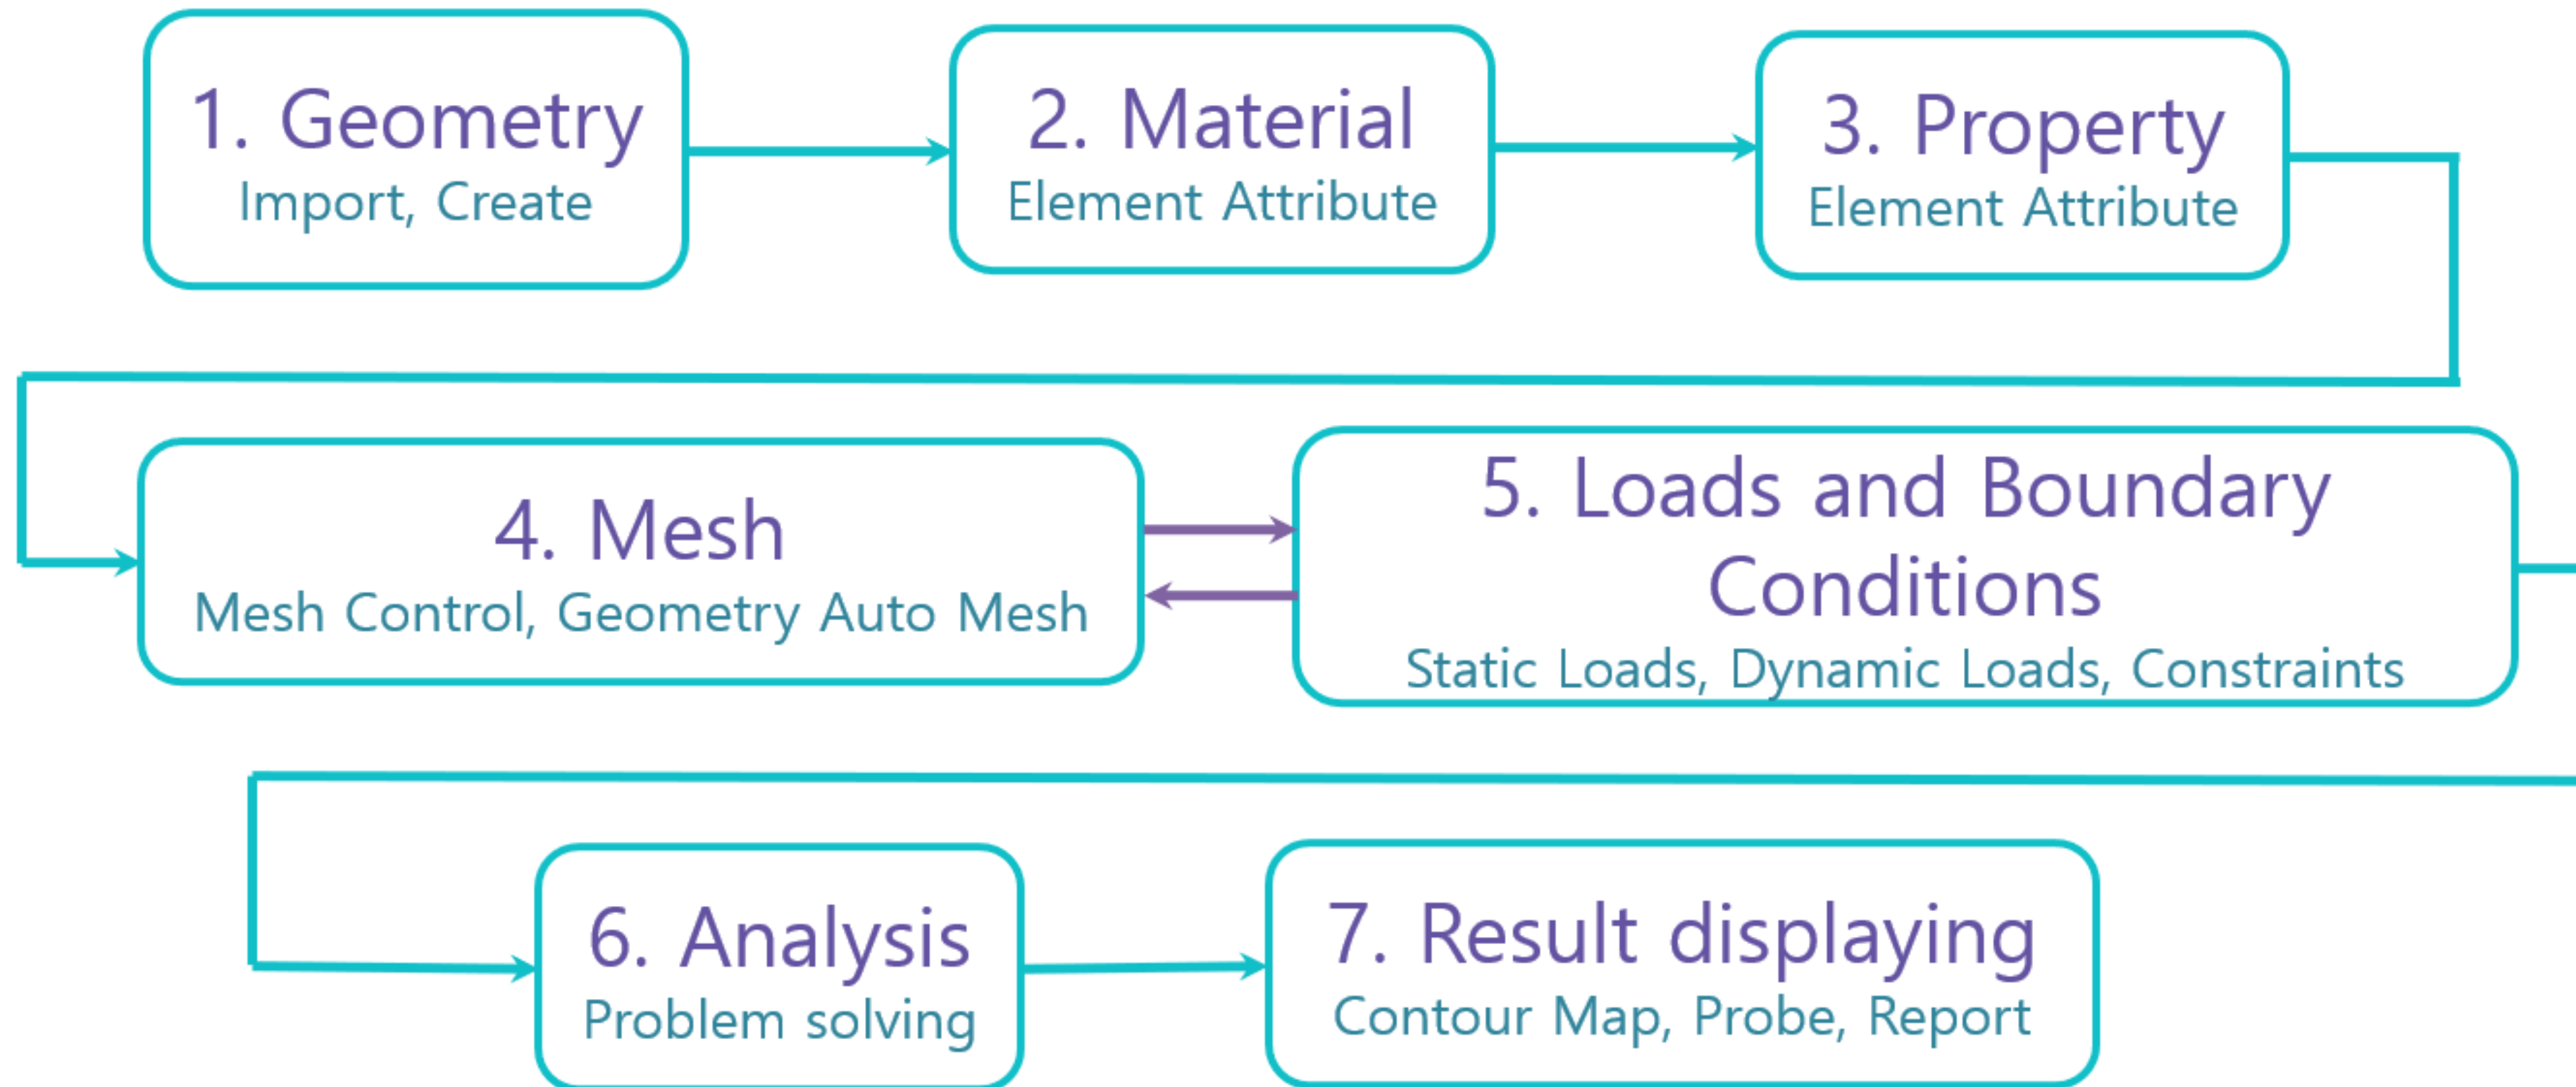 1. Geometry
Import, Create
2. Material
Element Attribute
3. Property
Element Attribute
4. Mesh
Mesh Control, Geometry Auto Mesh
5. Loads and Boundary
Conditions
Static Loads, Dynamic Loads, Constraints
6. Analysis
Problem solving
7. Result displaying
Contour Map, Probe, Report